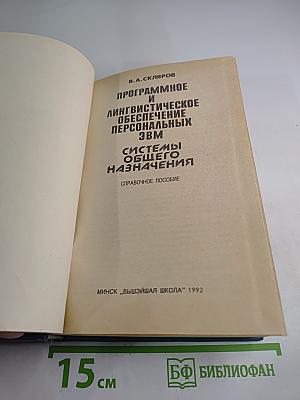 В. А. СКЛЯРОВ
ПРОГРАММНОЕ
И
ЛИНГВИСТИЧЕСКОЕ
ОБЕСПЕЧЕНИЕ
ПЕРСОНАЛЬНЫХ
ЭВМ
СИСТЕМЫ
ОБЩЕГО
НАЗНАЧЕНИЯ
СПРАВОЧНОЕ ПОСОБИЕ
МИНСК „ВЫШЭЙШАЯ ШКОЛА" 1992
15 см
БФ БИБЛИОФАН